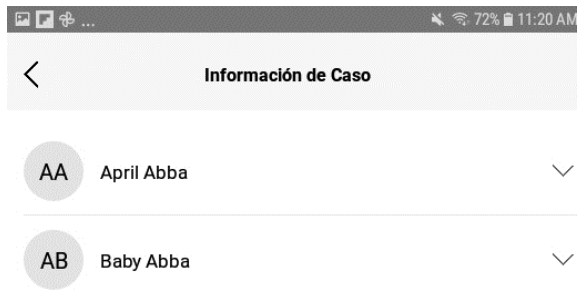 ... 72% 11:20 AM
Información de Caso
AA April Abba
AB Baby Abba